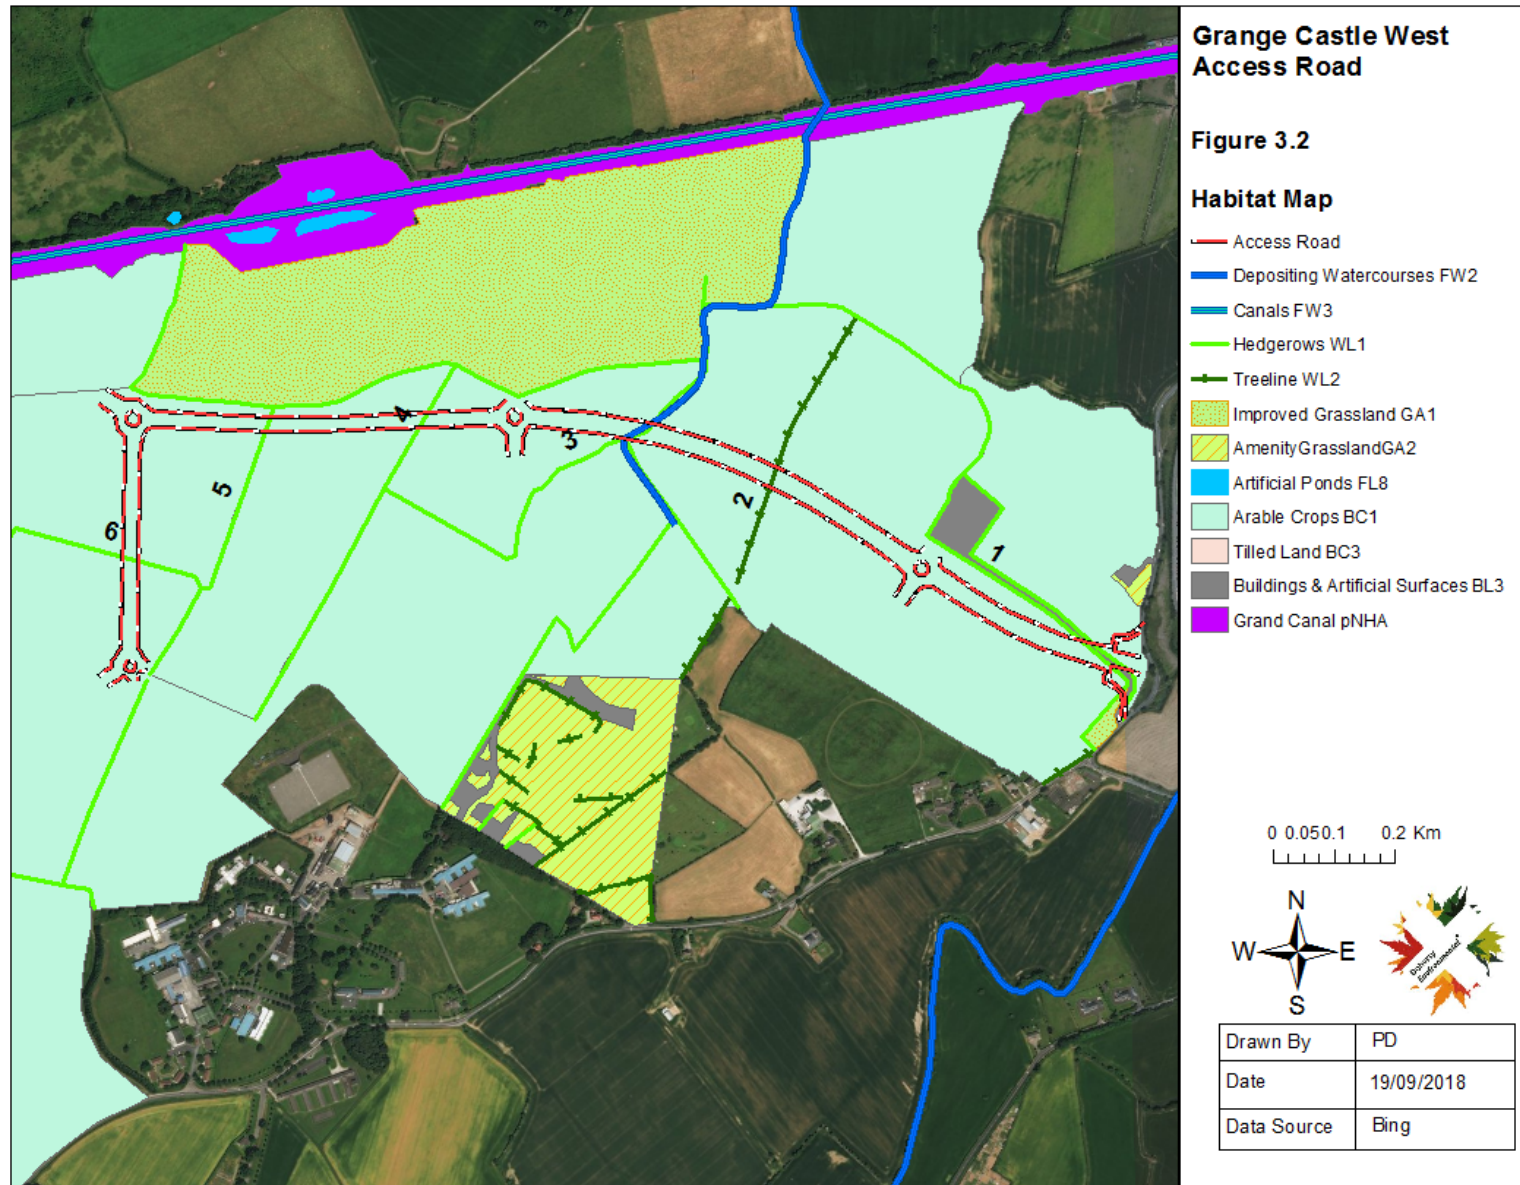 Grange Castle West
Access Road
Figure 3.2
Habitat Map
Access Road
Depositing Watercourses FW2
Canals FW3
Hedgerows WL1
Treeline WL2
Improved Grassland GA1
AmenityGrasslandGA2
Artificial Ponds FL8
Arable Crops BC1
Tilled Land BC3
Buildings & Artificial Surfaces BL3
Grand Canal pNHA
4
3
5
2
6
1
0 0.050.1 0.2 Km
N
W E
S
Doherty
Environmental
Drawn By PD
Date 19/09/2018
Data Source Bing